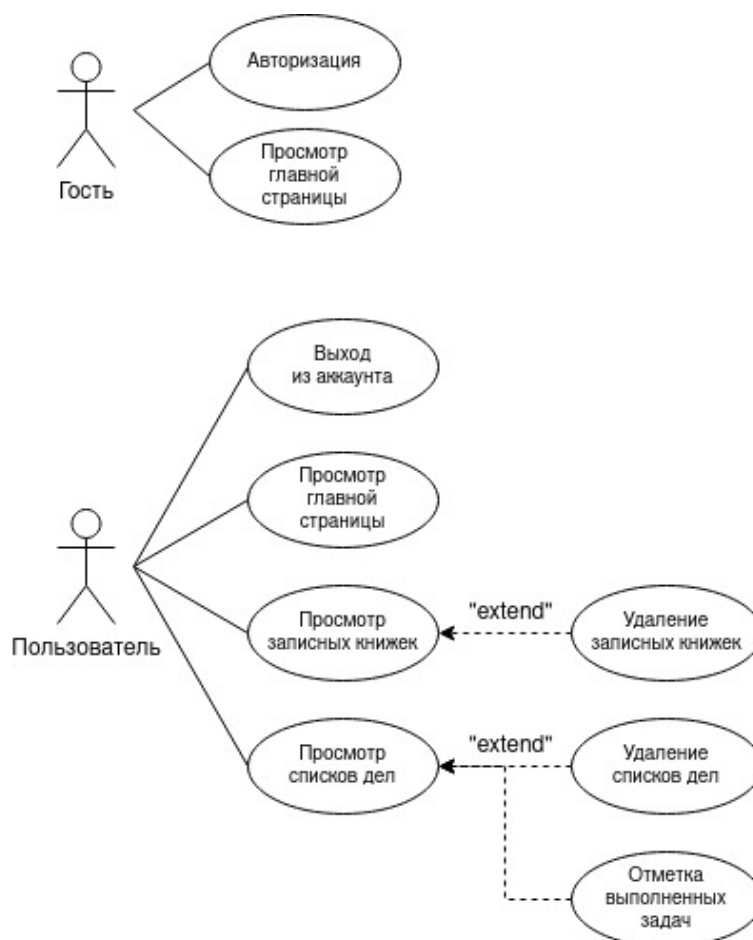 Авторизация
Просмотр
главной
страницы
Гость
Выход
из аккаунта
Просмотр
главной
страницы
Пользователь
Просмотр
записных книжек
"extend"
Удаление
записных книжек
Просмотр
списков дел
"extend"
Удаление
списков дел
Отметка
выполненных
задач